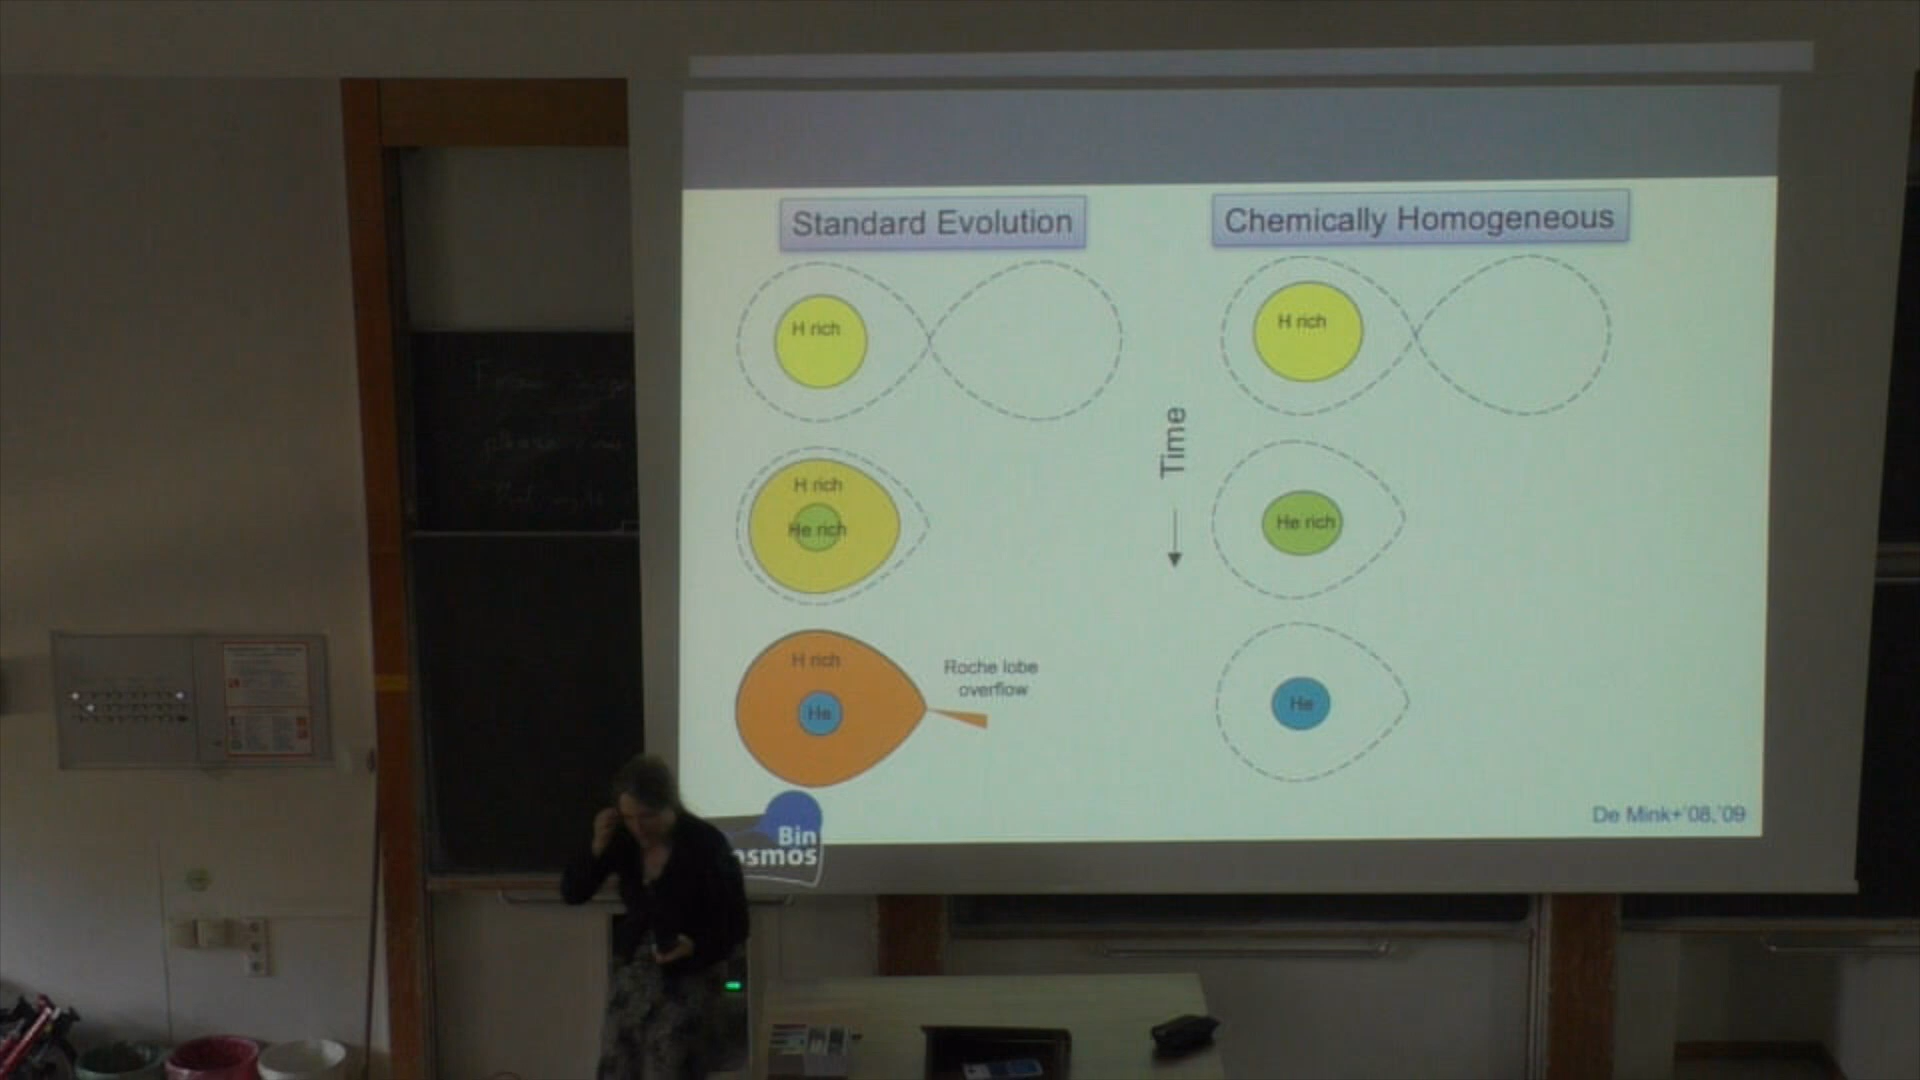 Standard Evolution
Chemically Homogeneous
H rich
H rich
H rich
He rich
He rich
Time
H rich
He
Roche lobe
overflow
He
De Mink+'08,'09
Bin
osmos